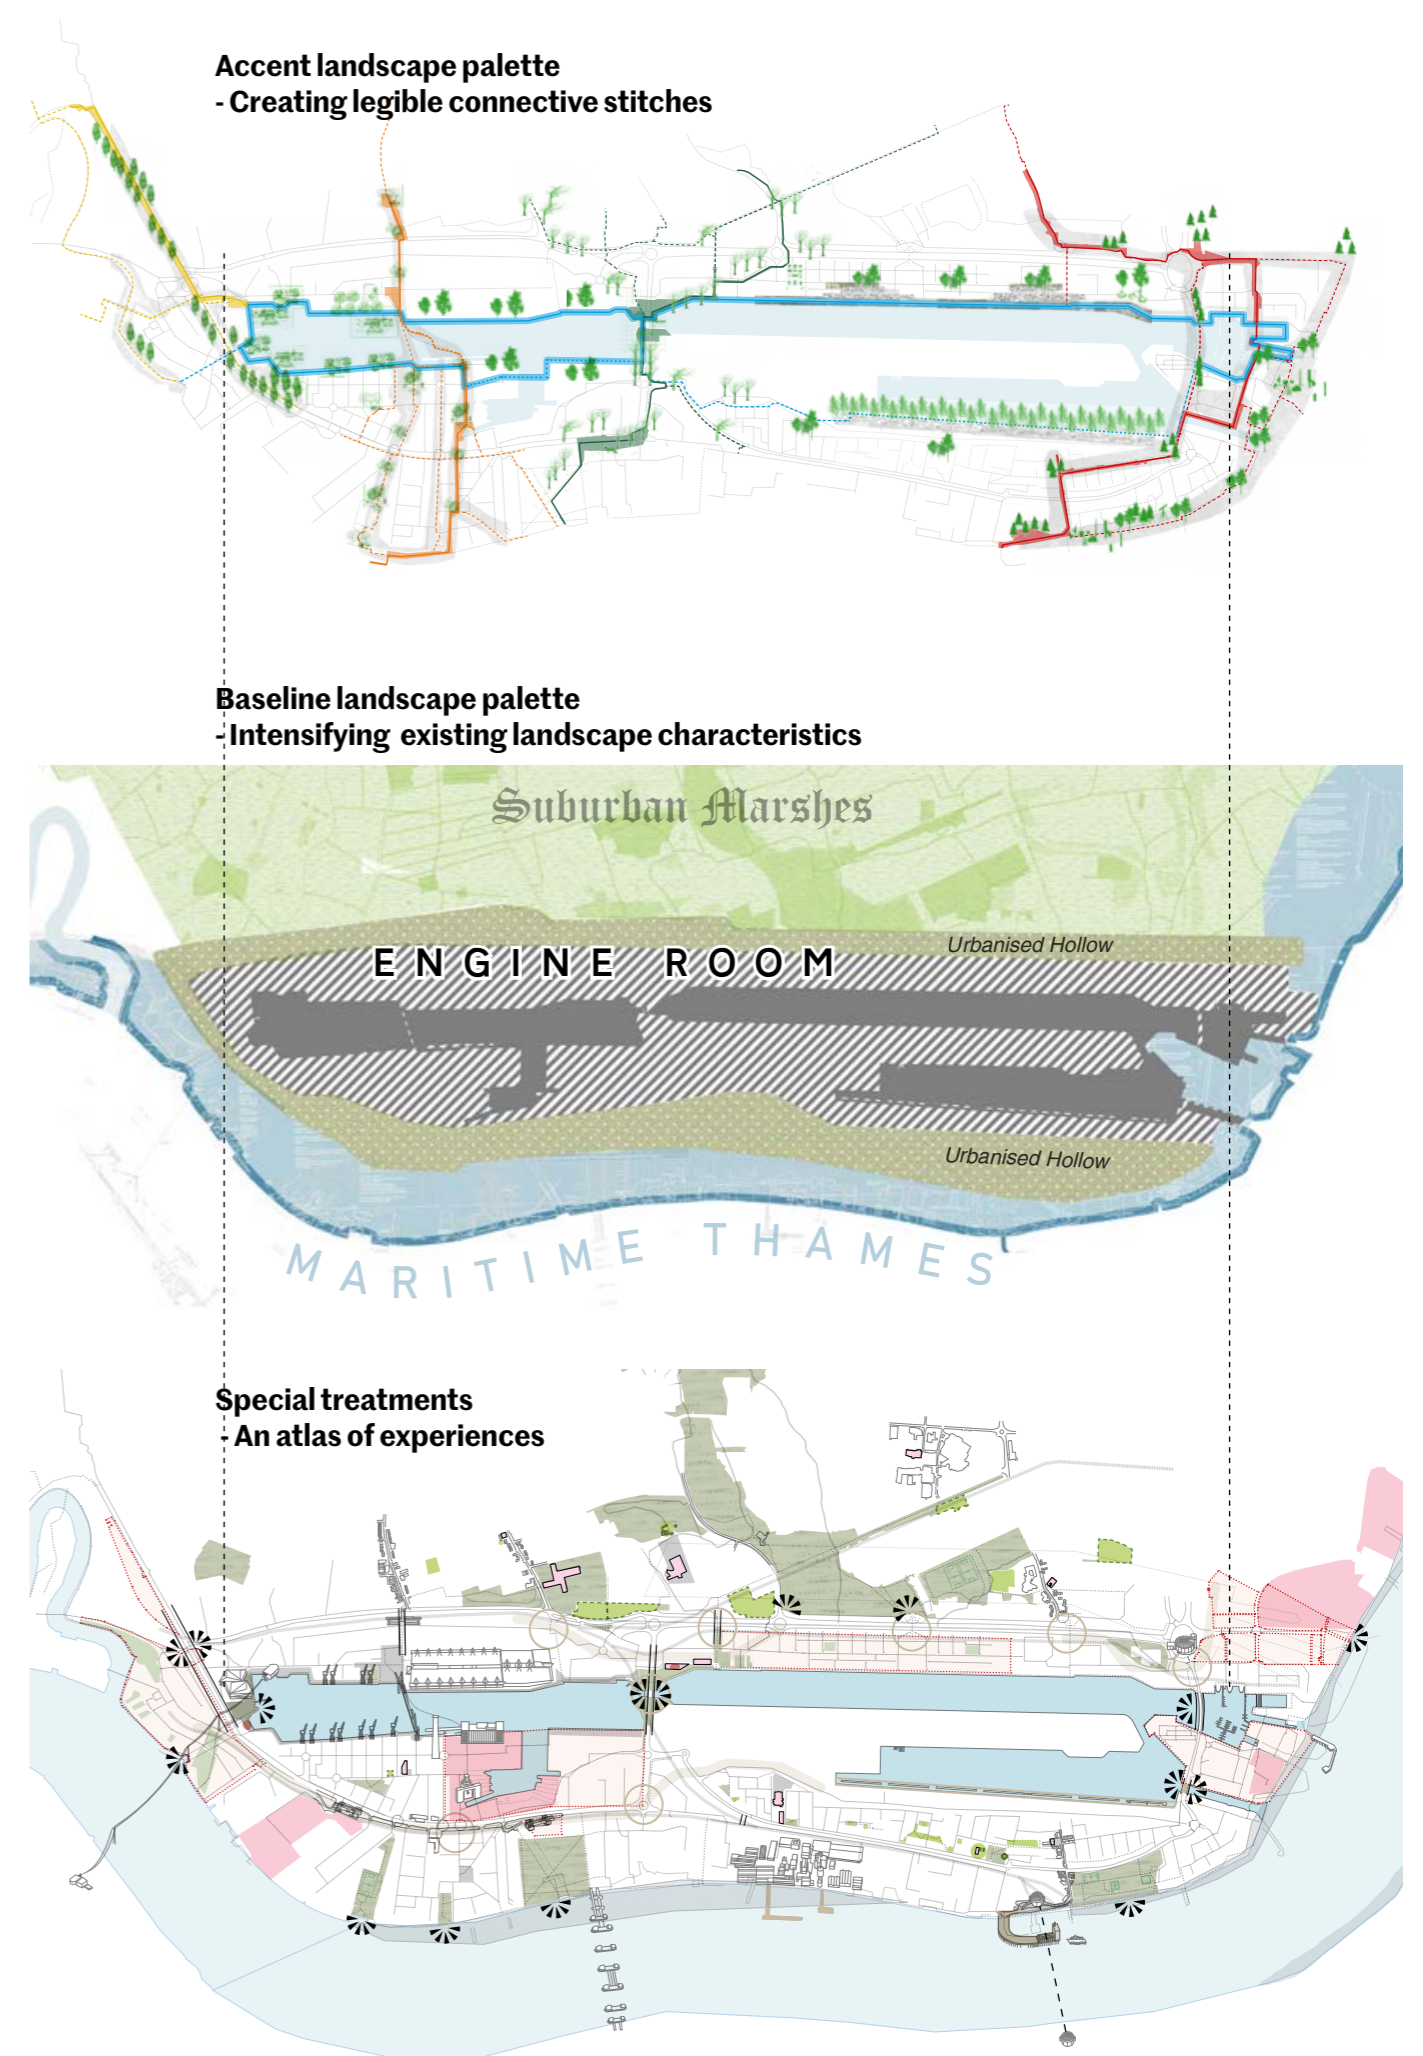 Accent landscape palette
- Creating legible connective stitches
Baseline landscape palette
- Intensifying existing landscape characteristics
Suburban Marshes
Urbanised Hollow
ENGINE ROOM
Urbanised Hollow
MARITIME THAMES
Special treatments
- An atlas of experiences